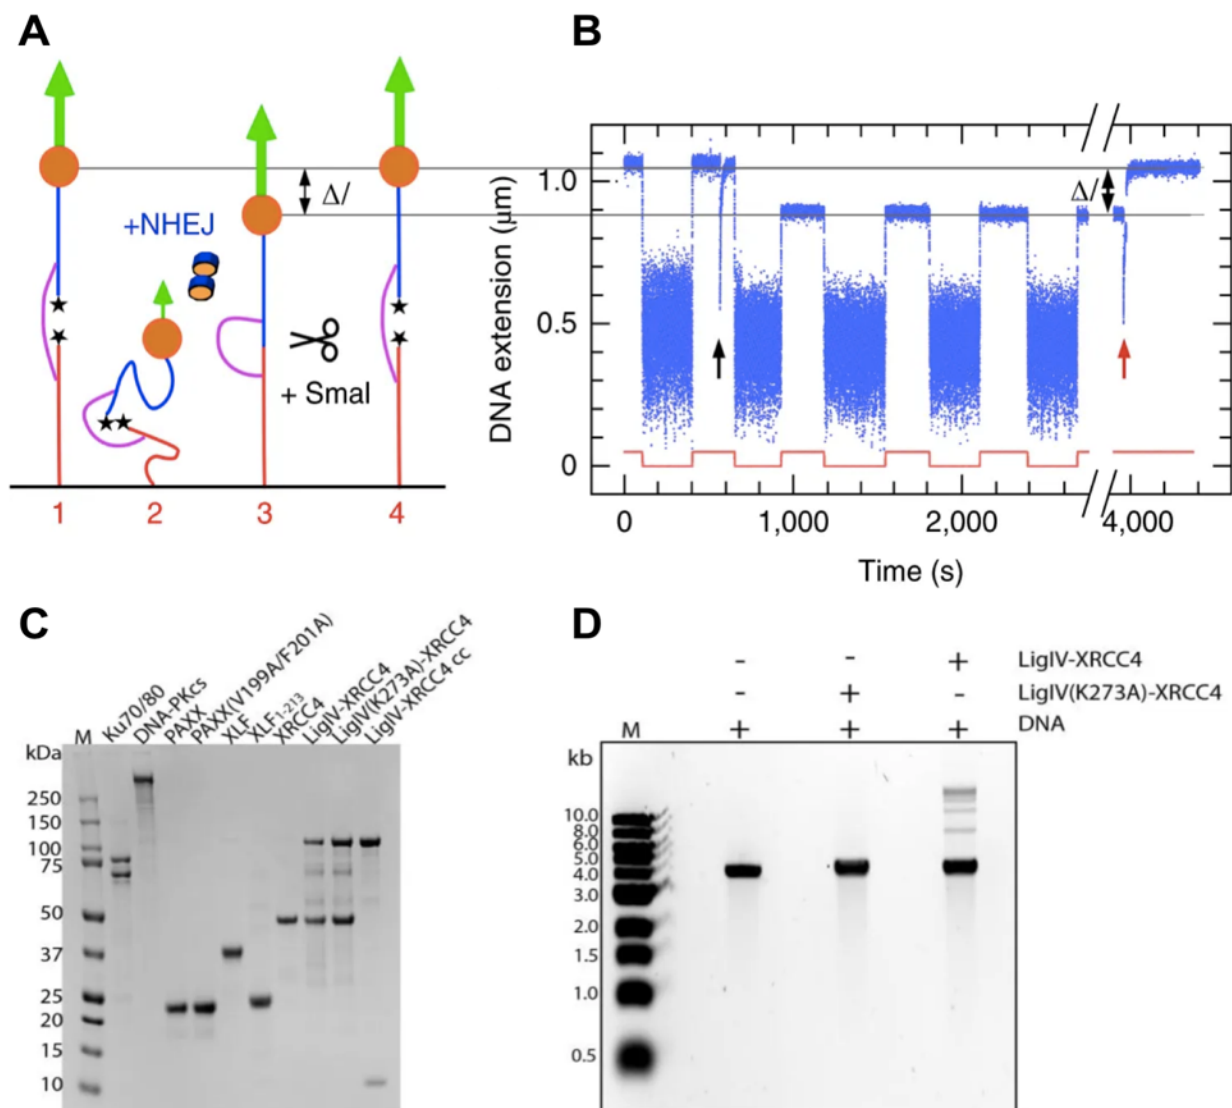 A
+NHEJ
Δl
+ SmaI
1 2 3 4
B
DNA extension (μm)
1.0
0.5
0
Δl
0 1,000 2,000 4,000
Time (s)
C
kDa
M Ku70/80 DNA-PKcs PAXX PAXX(V199A/F201A) XLF XLF1-213 XRCC4 LigIV-XRCC4 LigIV(K273A)-XRCC4 LigIV-XRCC4 cc
250
150
100
75
50
37
25
20
15
10
D
- - + LigIV-XRCC4
- + - LigIV(K273A)-XRCC4
M + + + DNA
kb
10.0
8.0
6.0
5.0
4.0
3.0
2.0
1.5
1.0
0.5